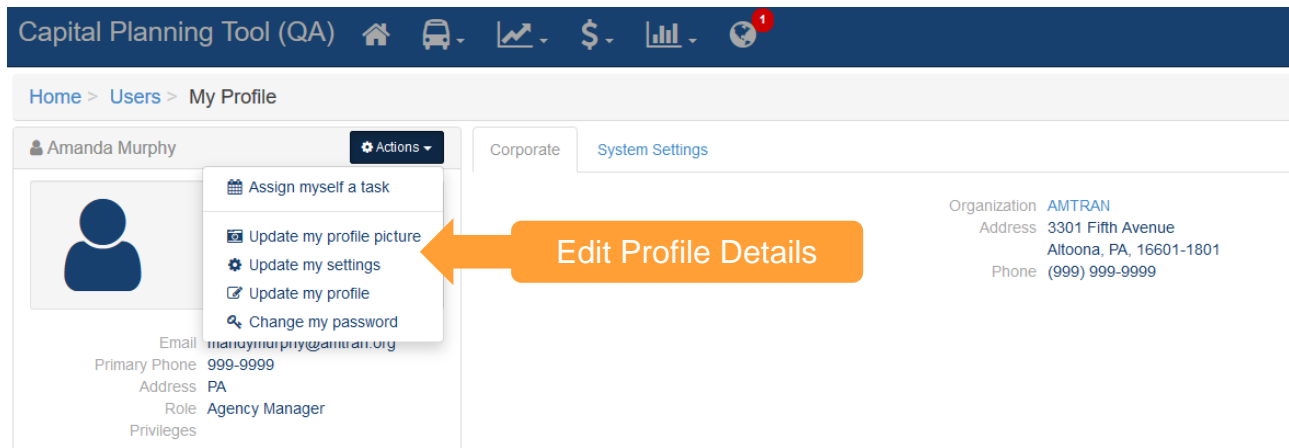 Capital Planning Tool (QA)
1
Home > Users > My Profile
Amanda Murphy
Actions
Assign myself a task
Update my profile picture
Update my settings
Update my profile
Change my password
Email mandymurphy@amtran.org
Primary Phone 999-9999
Address PA
Role Agency Manager
Privileges
Corporate System Settings
Edit Profile Details
Organization AMTRAN
Address 3301 Fifth Avenue
Altoona, PA, 16601-1801
Phone (999) 999-9999